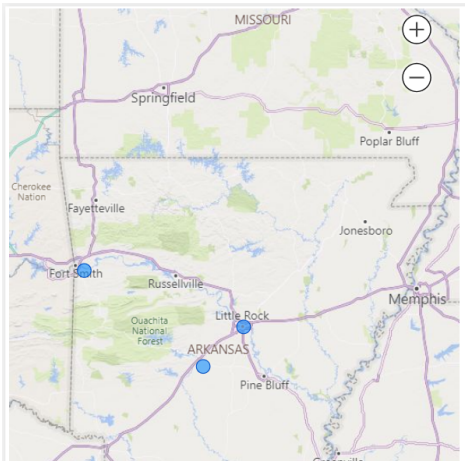 MISSOURI
Springfield
Poplar Bluff
Cherokee
Nation
Fayetteville
Jonesboro
Fort Smith
Russellville
Memphis
Little Rock
Ouachita
National
Forest
ARKANSAS
Pine Bluff